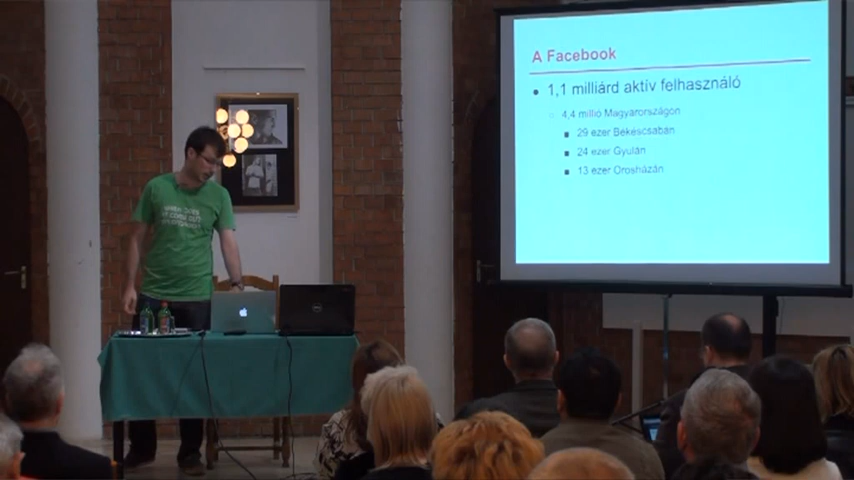 A Facebook
1,1 milliárd aktív felhasználó
4,4 millió Magyarországon
29 ezer Békéscsabán
24 ezer Gyulán
13 ezer Orosházán